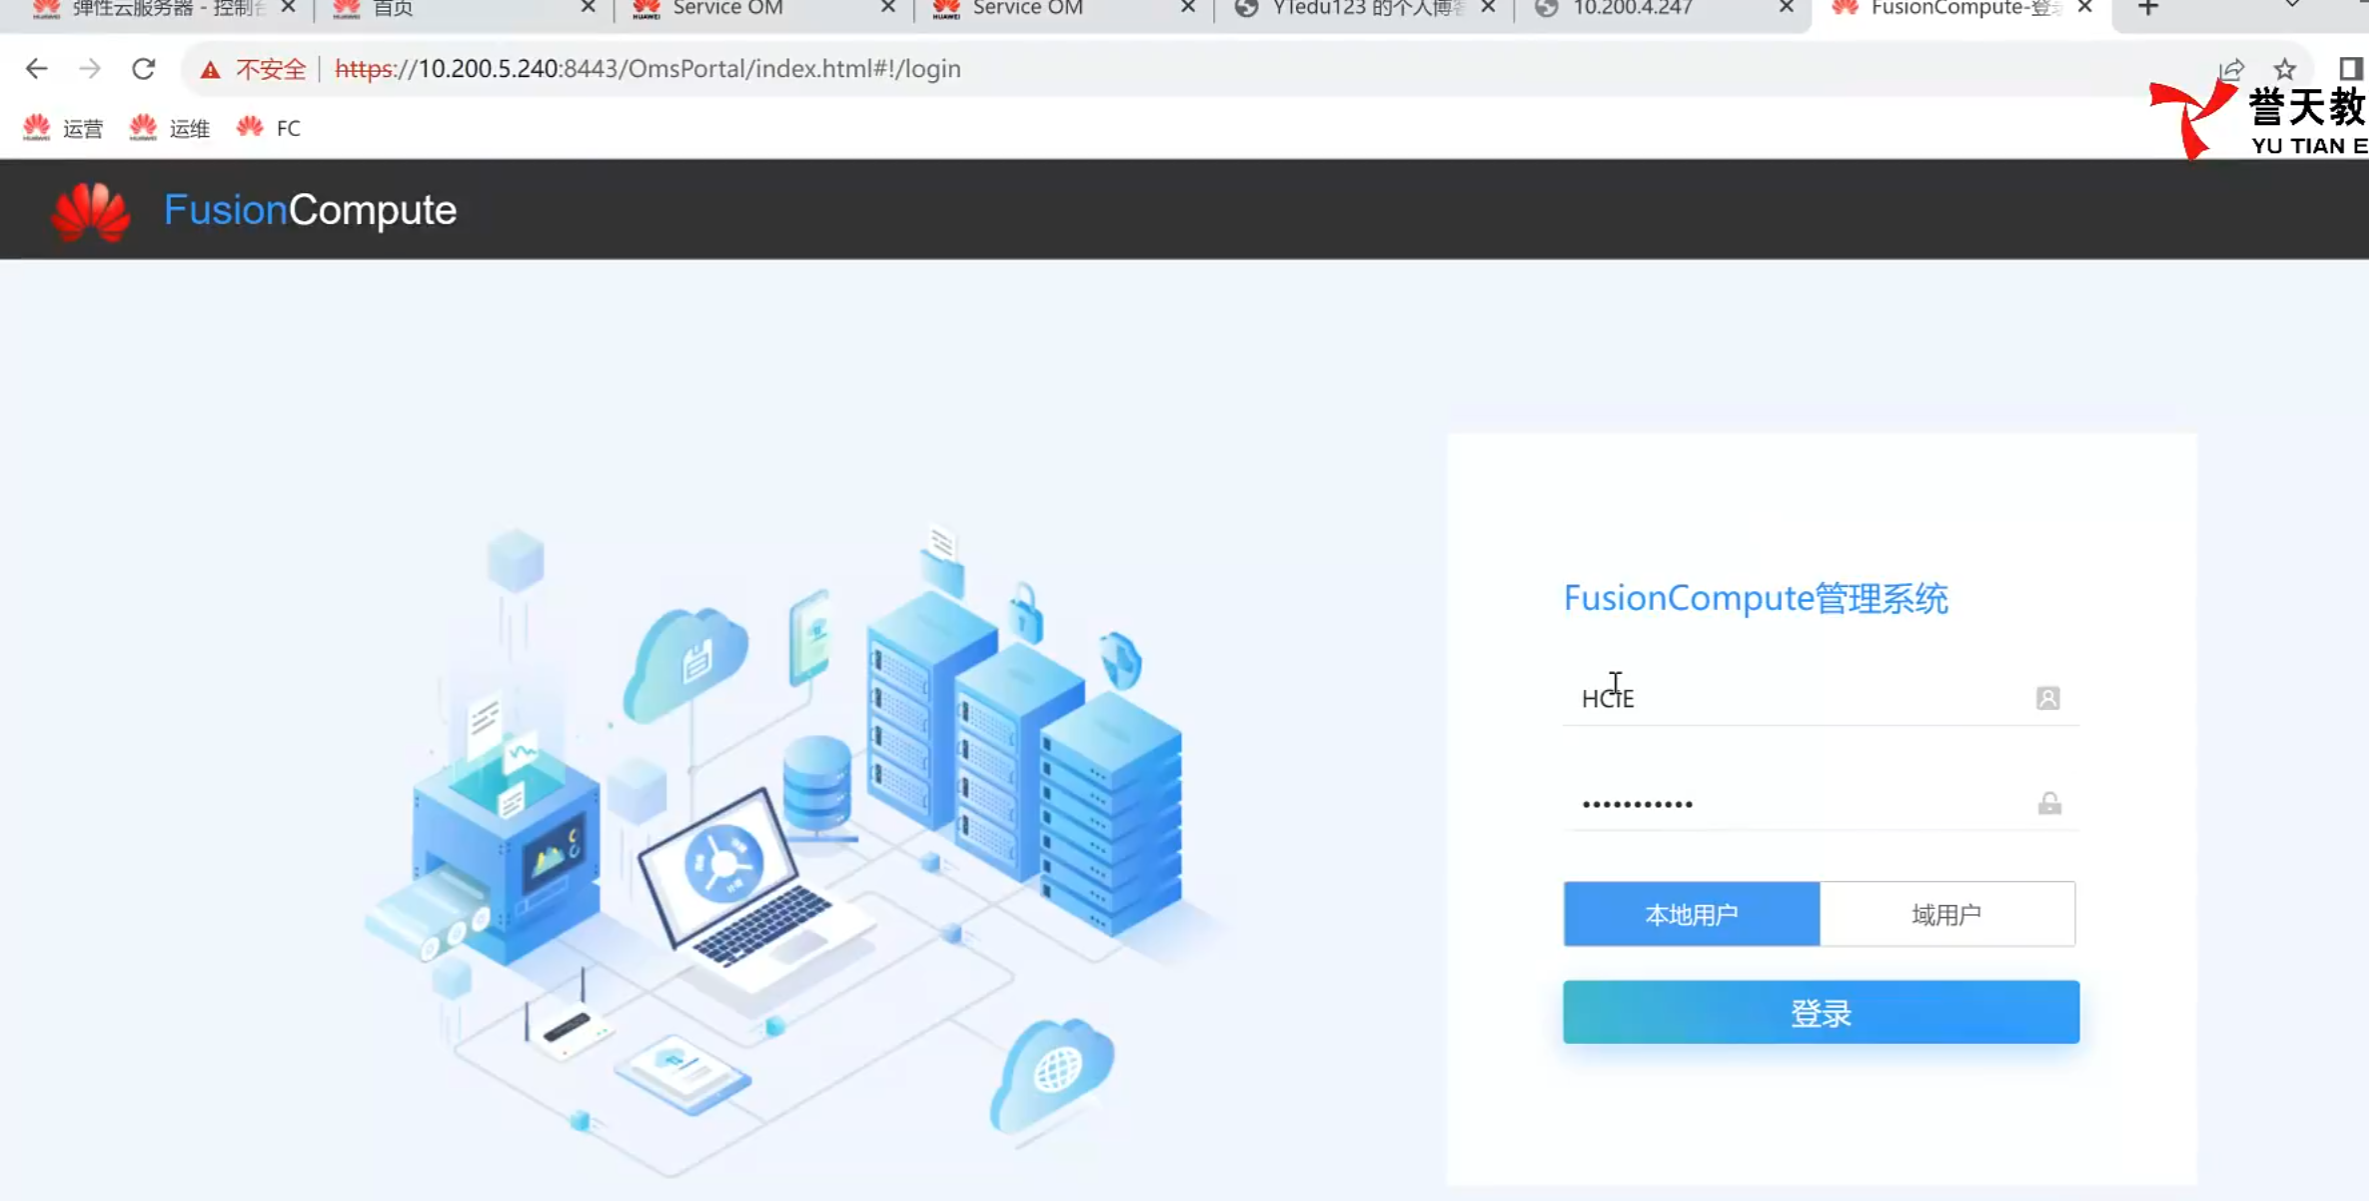 弹性云服务器 - 控制台
首页
Service OM
Service OM
YTedu123 的个人博客
10.200.4.247
FusionCompute-登录
不安全
https://10.200.5.240:8443/OmsPortal/index.html#!/login
运营
运维
FC
誉天教
YU TIAN E
FusionCompute
FusionCompute管理系统
HCIE
•••••••••••
本地用户
域用户
登录